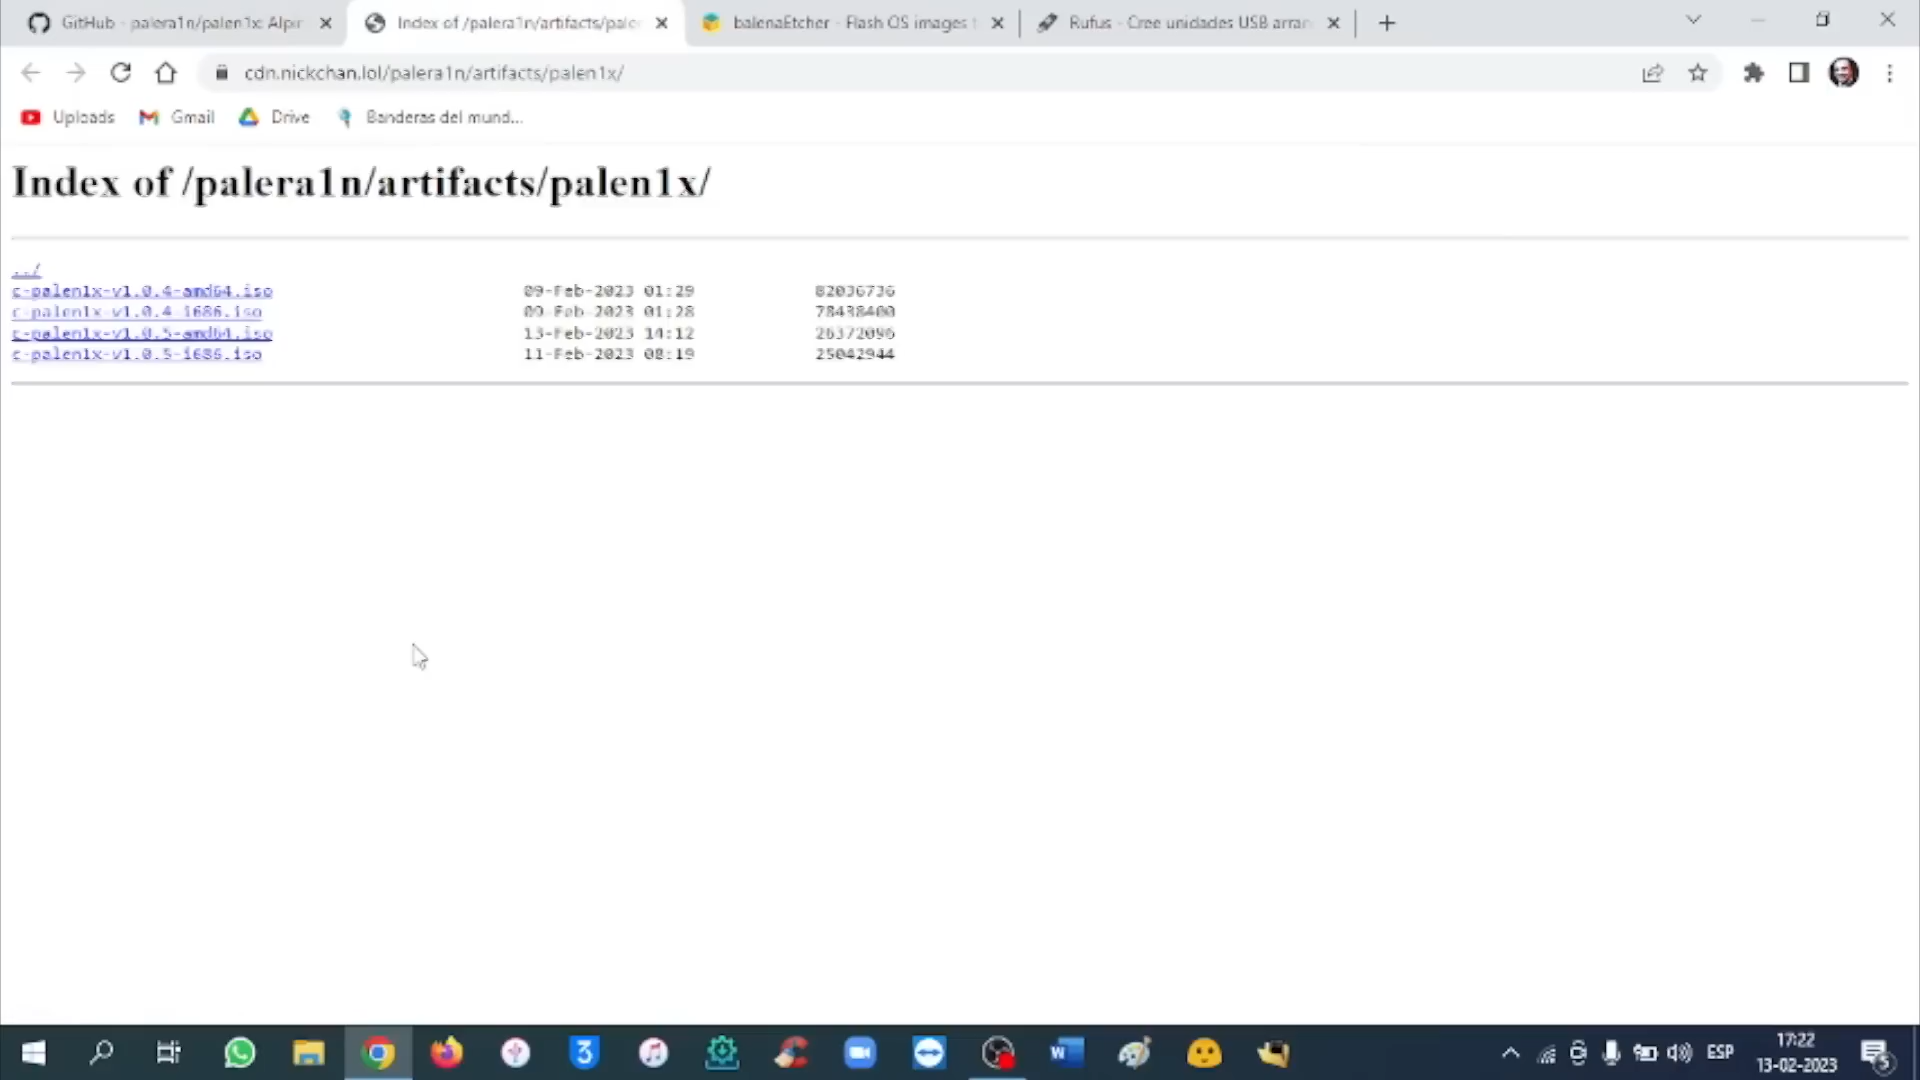 GitHub - palera1n/palen1x: Alpir
Index of /palera1n/artifacts/pale
balenaEtcher - Flash OS images t
Rufus - Cree unidades USB arran
cdn.nickchan.lol/palera1n/artifacts/palen1x/
Uploads
Gmail
Drive
Banderas del mund...
Index of /palera1n/artifacts/palen1x/
../
c-palen1x-v1.0.4-amd64.iso 09-Feb-2023 01:29 82036736
c-palen1x-v1.0.4-i686.iso 09-Feb-2023 01:28 78438400
c-palen1x-v1.0.5-amd64.iso 13-Feb-2023 14:12 26372096
c-palen1x-v1.0.5-i686.iso 11-Feb-2023 08:19 25042944
ESP
17:22
13-02-2023
5